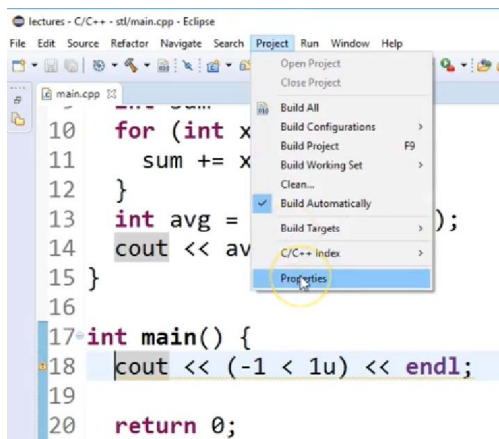 lectures - C/C++ - stl/main.cpp - Eclipse
File Edit Source Refactor Navigate Search Project Run Window Help
Open Project
Close Project
Build All
Build Configurations
Build Project F9
Build Working Set
Clean...
Build Automatically
Build Targets
C/C++ Index
Properties
main.cpp
10 for (int x
11 sum += x
12 }
13 int avg = );
14 cout << av
15 }
16
17 int main() {
18 cout << (-1 < 1u) << endl;
19
20 return 0;